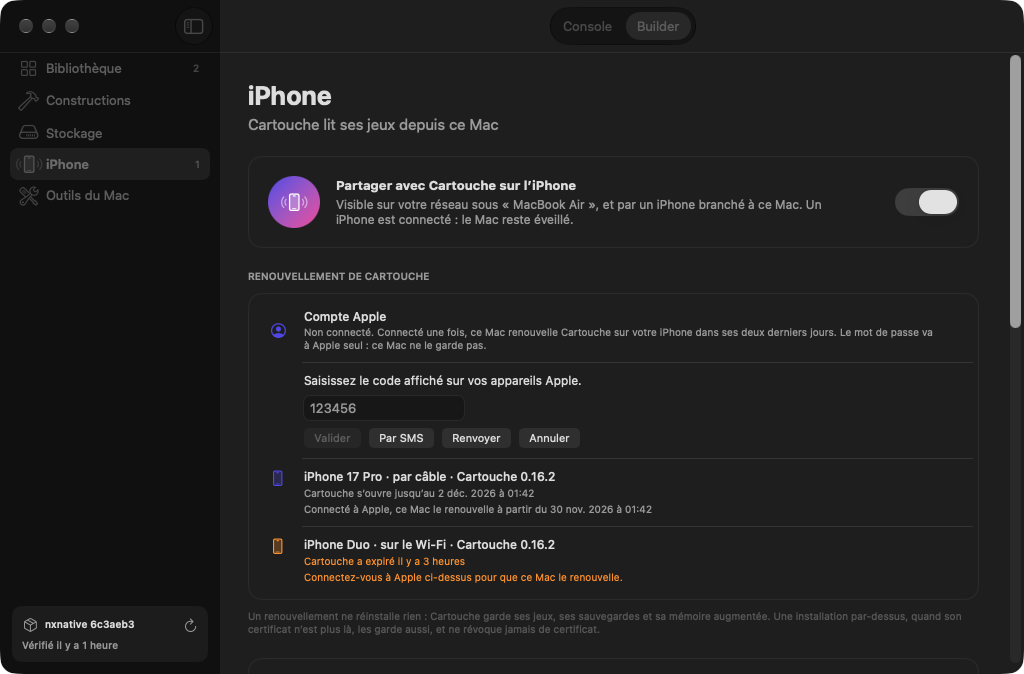 Console
Builder
Bibliothèque 2
Constructions
Stockage
iPhone 1
Outils du Mac
iPhone
Cartouche lit ses jeux depuis ce Mac
Partager avec Cartouche sur l’iPhone
Visible sur votre réseau sous « MacBook Air », et par un iPhone branché à ce Mac. Un
iPhone est connecté : le Mac reste éveillé.
RENOUVELLEMENT DE CARTOUCHE
Compte Apple
Non connecté. Connecté une fois, ce Mac renouvelle Cartouche sur votre iPhone dans ses deux derniers jours. Le mot de passe va
à Apple seul : ce Mac ne le garde pas.
Saisissez le code affiché sur vos appareils Apple.
123456
Valider Par SMS Renvoyer Annuler
iPhone 17 Pro · par câble · Cartouche 0.16.2
Cartouche s’ouvre jusqu’au 2 déc. 2026 à 01:42
Connecté à Apple, ce Mac le renouvelle à partir du 30 nov. 2026 à 01:42
iPhone Duo · sur le Wi-Fi · Cartouche 0.16.2
Cartouche a expiré il y a 3 heures
Connectez-vous à Apple ci-dessus pour que ce Mac le renouvelle.
Un renouvellement ne réinstalle rien : Cartouche garde ses jeux, ses sauvegardes et sa mémoire augmentée. Une installation par-dessus, quand son
certificat n’est plus là, les garde aussi, et ne révoque jamais de certificat.
nxnative 6c3aeb3
Vérifié il y a 1 heure